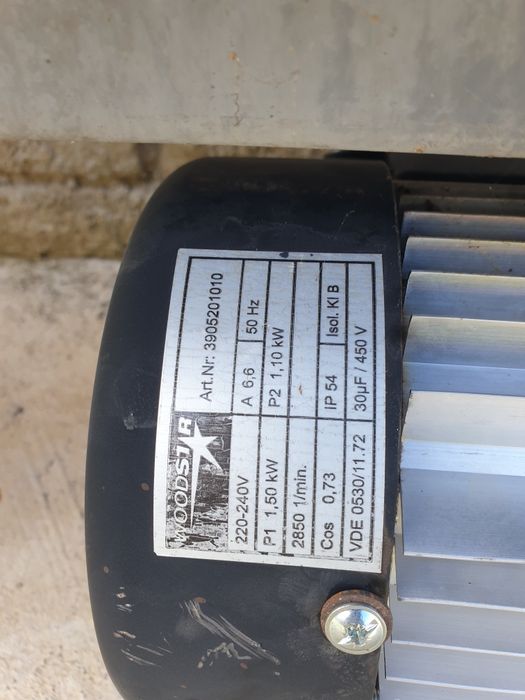 WOODSTAR
Art.Nr: 3905201010
220-240V A 6,6 50 Hz
P1 1,50 kW P2 1,10 kW
2850 1/min.
Cos 0,73 IP 54 Isol. Kl B
VDE 0530/11.72 30µF / 450 V